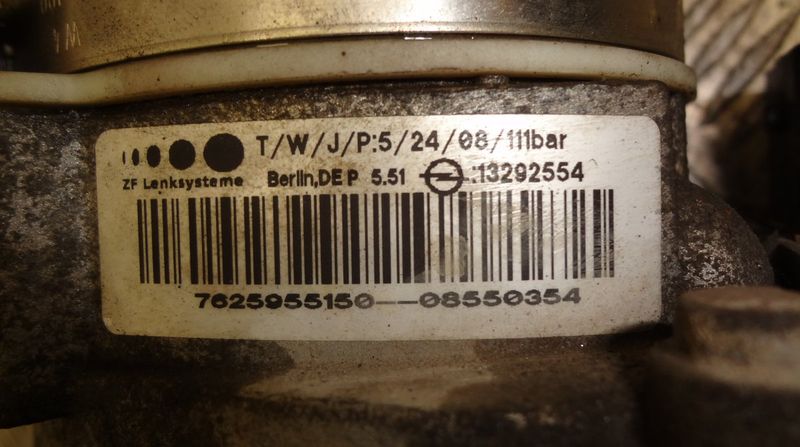 T/W/J/P:5/24/08/111bar
ZF Lenksysteme Berlin,DE P 5.51 :13292554
7625955150--08550354